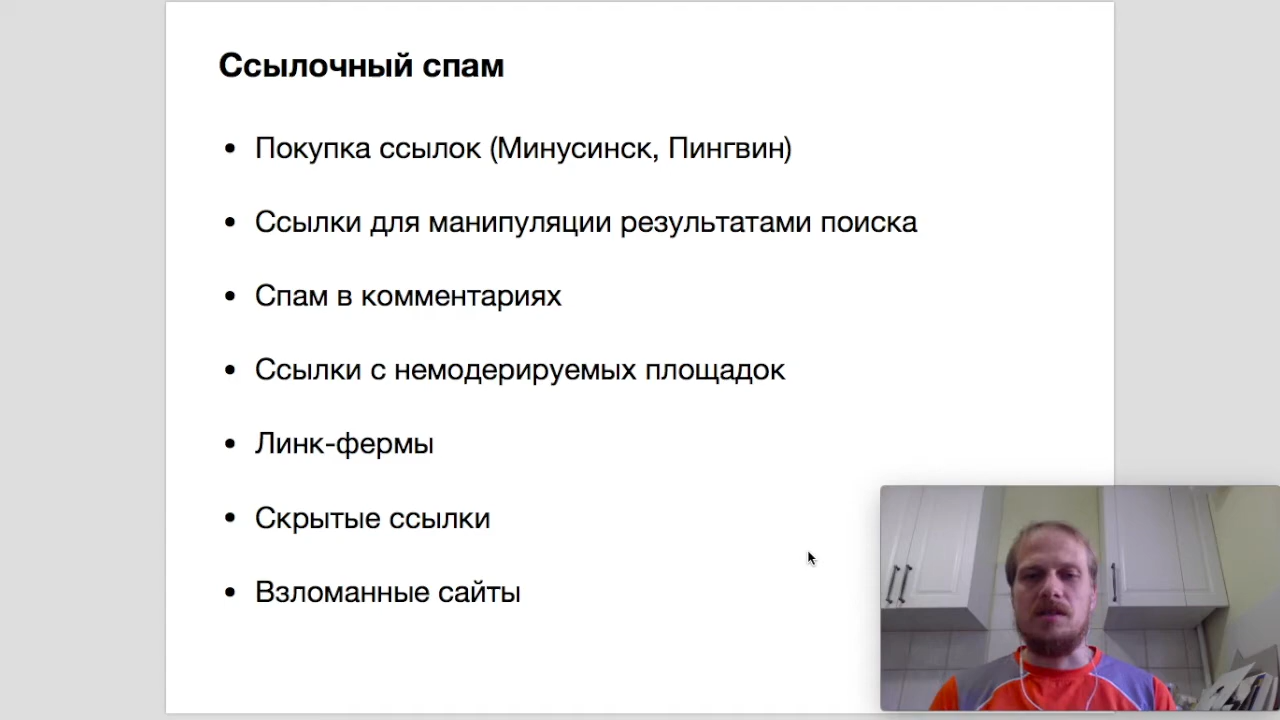 Ссылочный спам
• Покупка ссылок (Минусинск, Пингвин)
• Ссылки для манипуляции результатами поиска
• Спам в комментариях
• Ссылки с немодерируемых площадок
• Линк-фермы
• Скрытые ссылки
• Взломанные сайты